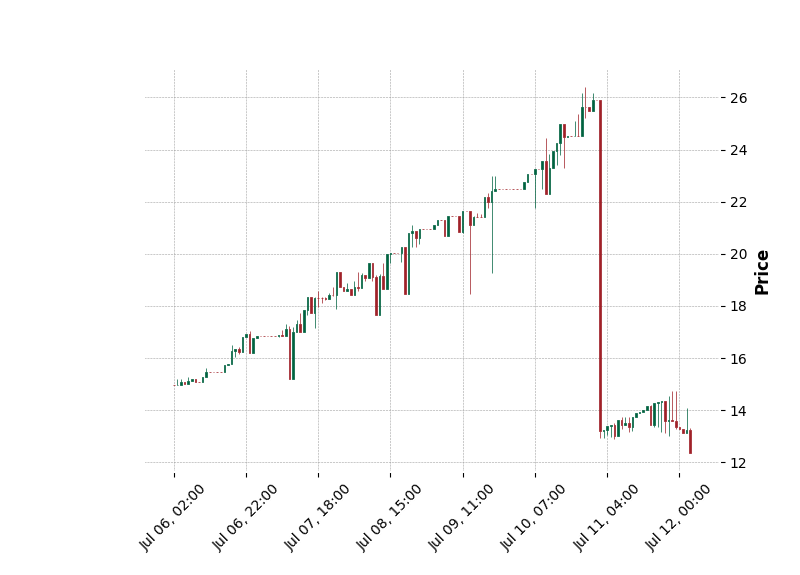 26
24
22
20
18
16
14
12
Price
Jul 06, 02:00
Jul 06, 22:00
Jul 07, 18:00
Jul 08, 15:00
Jul 09, 11:00
Jul 10, 07:00
Jul 11, 04:00
Jul 12, 00:00